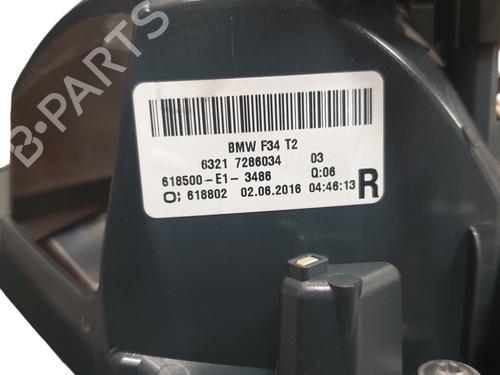 B-PARTS
BMW F34 T2
6321 7286034 03
618500-E1- 3486 Q:06
O; 618802 02.06.2016 04:46:13 R